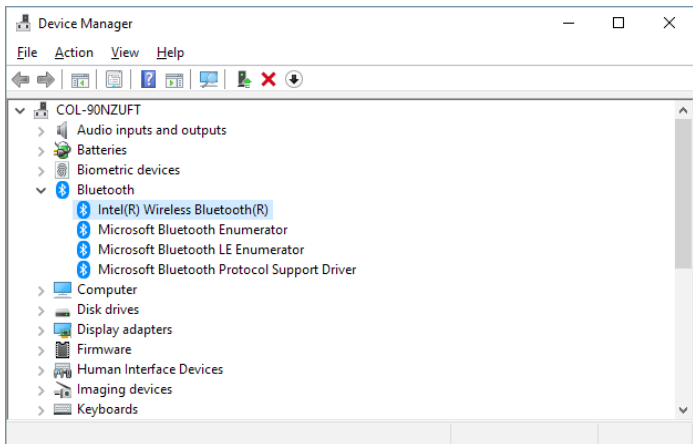 Device Manager
File Action View Help
COL-90NZUFT
Audio inputs and outputs
Batteries
Biometric devices
Bluetooth
Intel(R) Wireless Bluetooth(R)
Microsoft Bluetooth Enumerator
Microsoft Bluetooth LE Enumerator
Microsoft Bluetooth Protocol Support Driver
Computer
Disk drives
Display adapters
Firmware
Human Interface Devices
Imaging devices
Keyboards